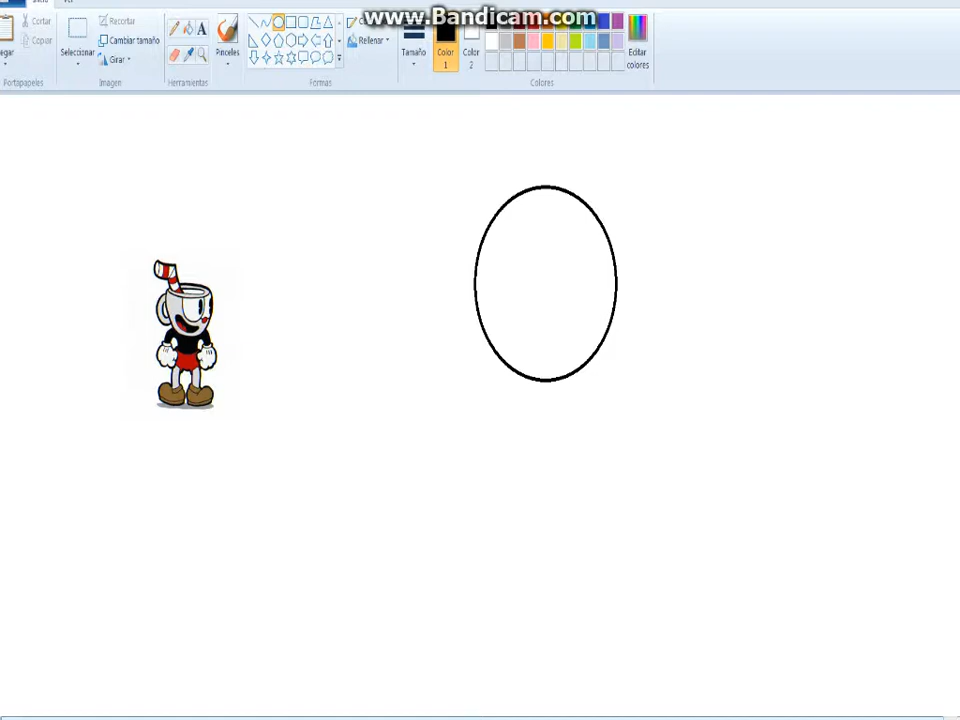 www.Bandicam.com
Cortar
Copiar
Portapapeles
Seleccionar
Recortar
Cambiar tamaño
Girar
Imagen
Herramientas
Pinceles
Rellenar
Formas
Tamaño
Color
1
Color
2
Editar
colores
Colores